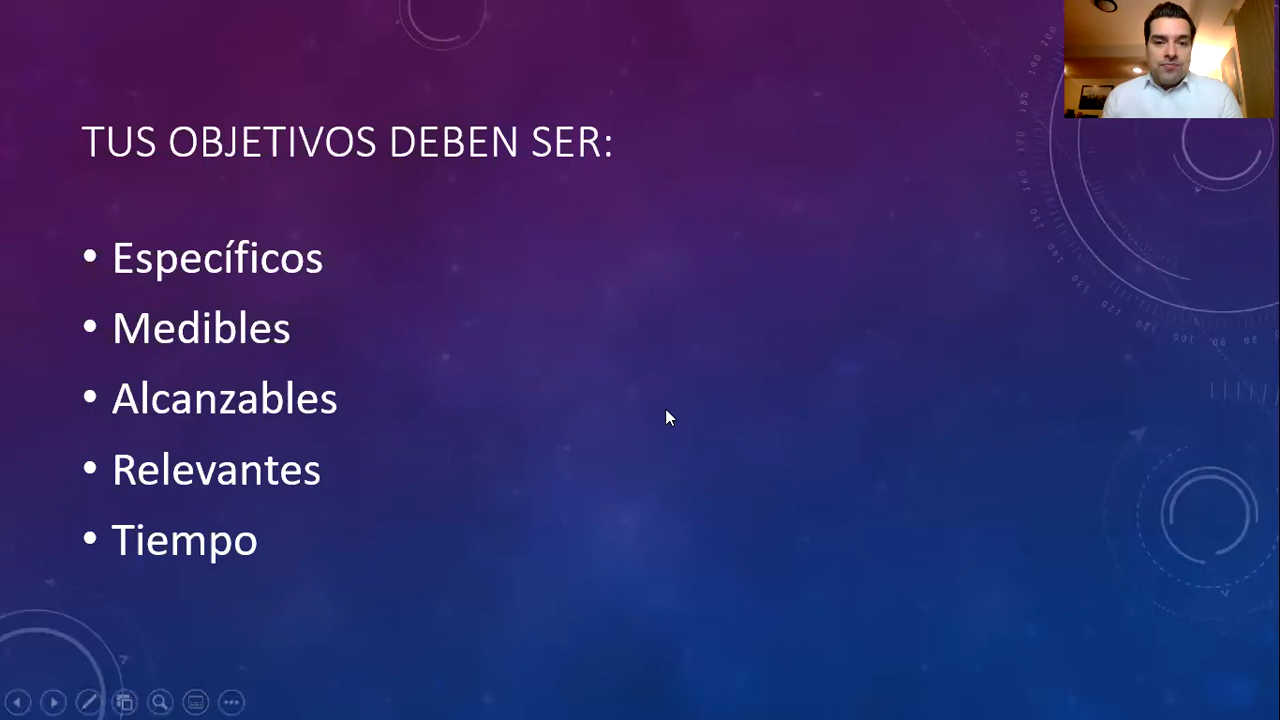 TUS OBJETIVOS DEBEN SER:
• Específicos
• Medibles
• Alcanzables
• Relevantes
• Tiempo